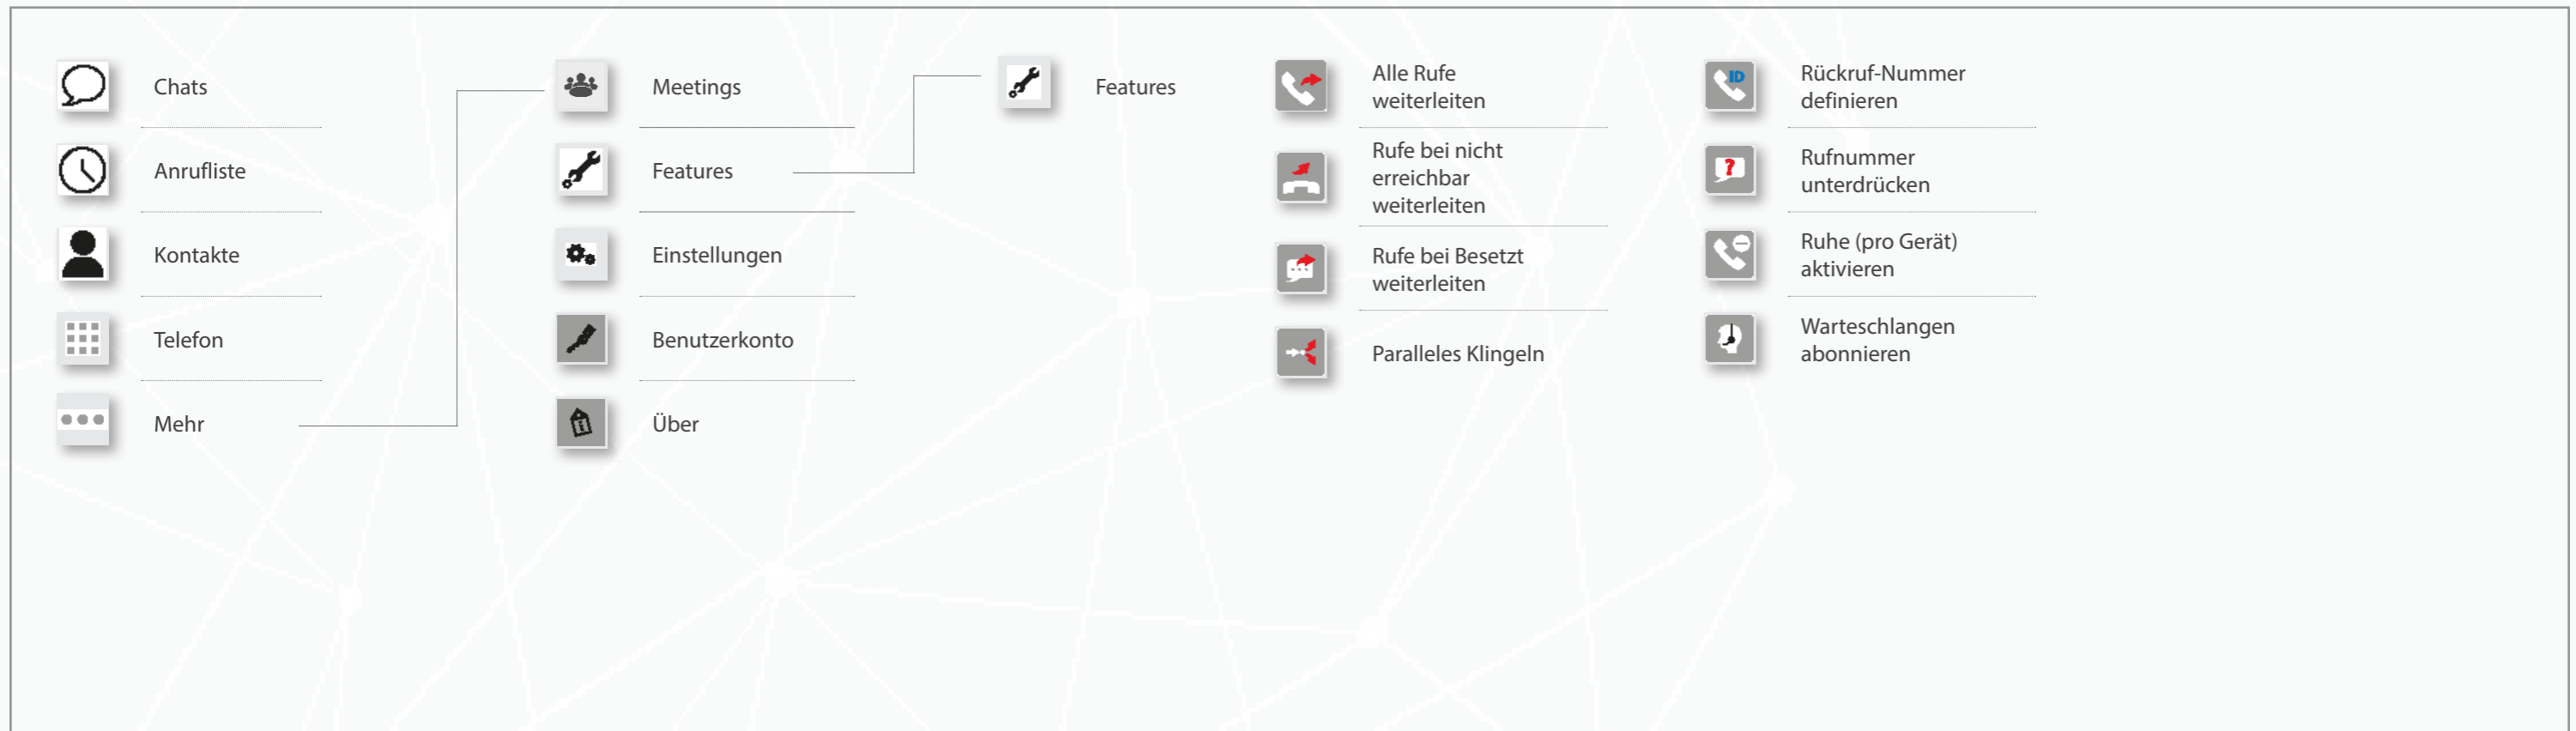 Chats
Anrufliste
Kontakte
Telefon
Mehr
Meetings
Features
Einstellungen
Benutzerkonto
Über
Features
Alle Rufe
weiterleiten
Rufe bei nicht
erreichbar
weiterleiten
Rufe bei Besetzt
weiterleiten
Paralleles Klingeln
ID
Rückruf-Nummer
definieren
?
Rufnummer
unterdrücken
Ruhe (pro Gerät)
aktivieren
Warteschlangen
abonnieren